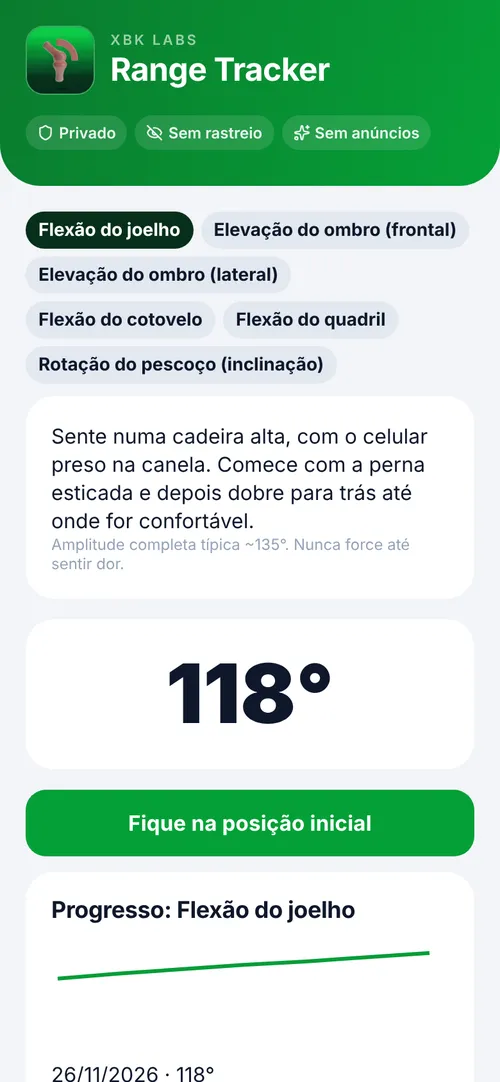 XBK LABS
Range Tracker
Privado
Sem rastreio
Sem anúncios
Flexão do joelho
Elevação do ombro (frontal)
Elevação do ombro (lateral)
Flexão do cotovelo
Flexão do quadril
Rotação do pescoço (inclinação)
Sente numa cadeira alta, com o celular
preso na canela. Comece com a perna
esticada e depois dobre para trás até
onde for confortável.
Amplitude completa típica ~135°. Nunca force até
sentir dor.
118°
Fique na posição inicial
Progresso: Flexão do joelho
26/11/2026 · 118°